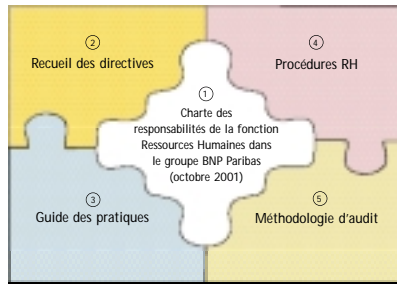 ②
Recueil des directives
④
Procédures RH
①
Charte des
responsabilités de la fonction
Ressources Humaines dans
le groupe BNP Paribas
(octobre 2001)
③
Guide des pratiques
⑤
Méthodologie d'audit